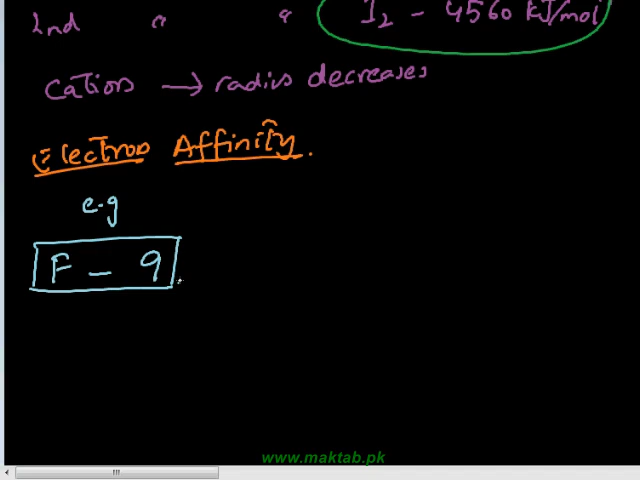 2nd " " I₂ - 4560 kJ/mol
Cations → radius decreases
Electron Affinity.
e.g
F - 9
www.maktab.pk